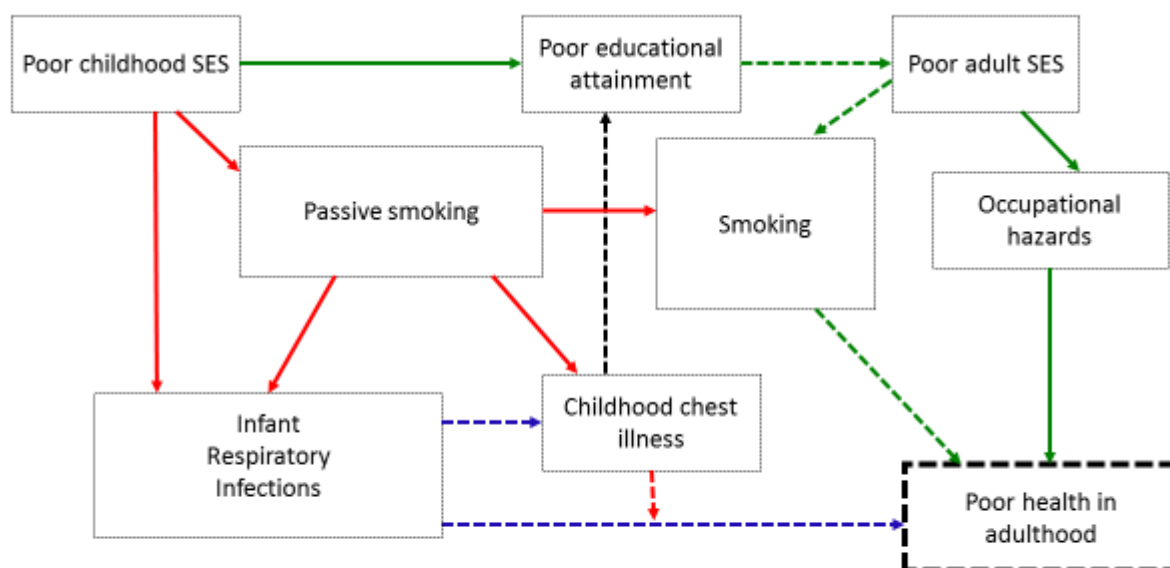 Poor childhood SES
Poor educational
attainment
Poor adult SES
Passive smoking
Smoking
Occupational
hazards
Infant
Respiratory
Infections
Childhood chest
illness
Poor health in
adulthood